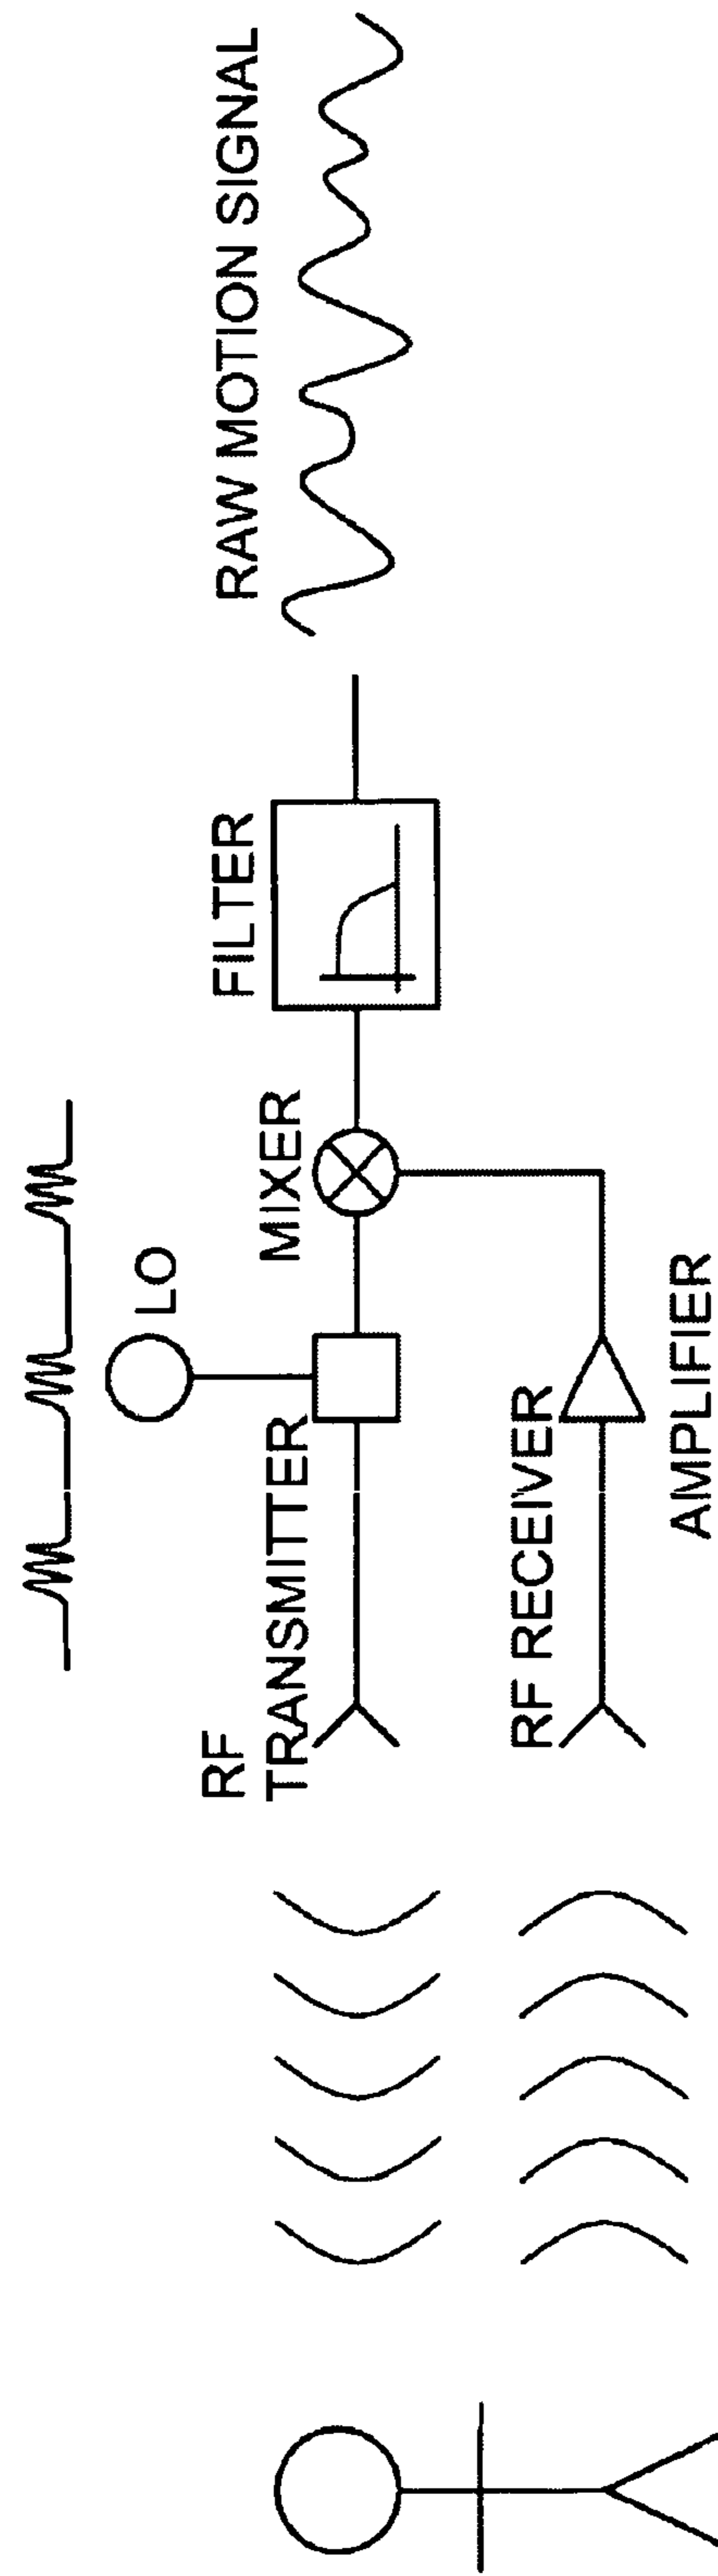 LO
RF
TRANSMITTER
MIXER
FILTER
RAW MOTION SIGNAL
RF RECEIVER
AMPLIFIER